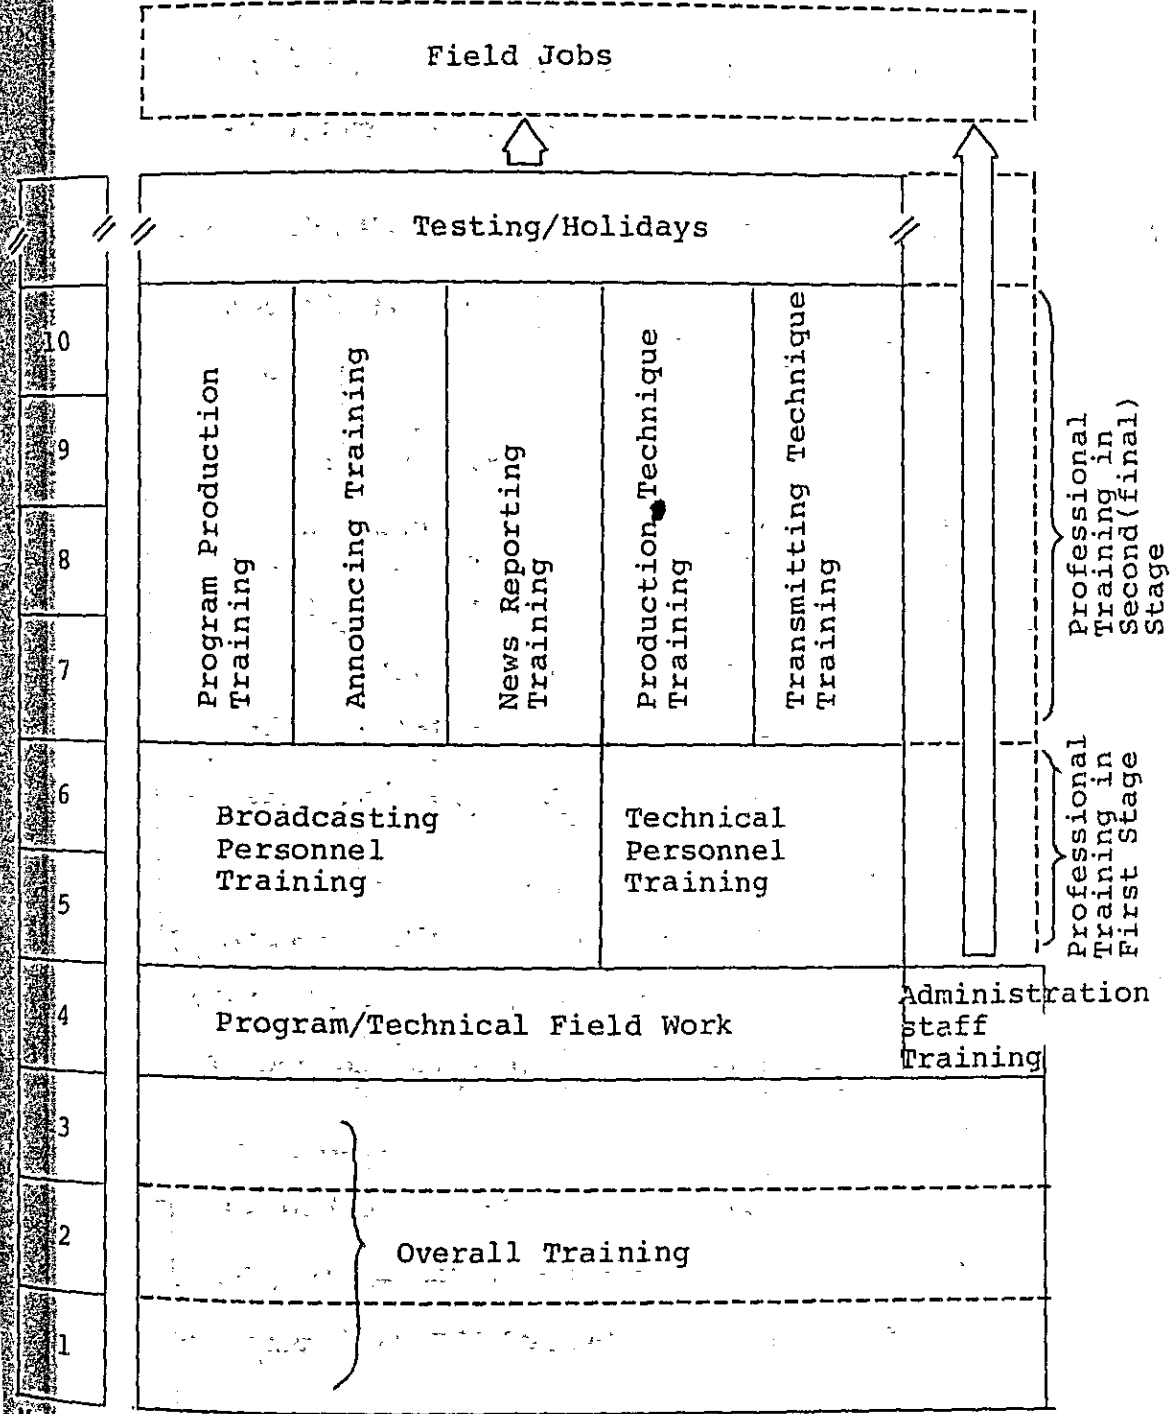 Field Jobs
Testing/Holidays
10
9
8
7
6
5
4
3
2
1
Program Production
Training
Announcing Training
News Reporting
Training
Production Technique
Training
Transmitting Technique
Training
Professional
Training in
Second(final)
Stage
Broadcasting
Personnel
Training
Technical
Personnel
Training
Professional
Training in
First Stage
Program/Technical Field Work
Administration
staff
Training
Overall Training